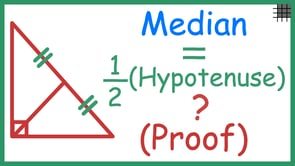 Median
=
1/2 (Hypotenuse)
?
(Proof)